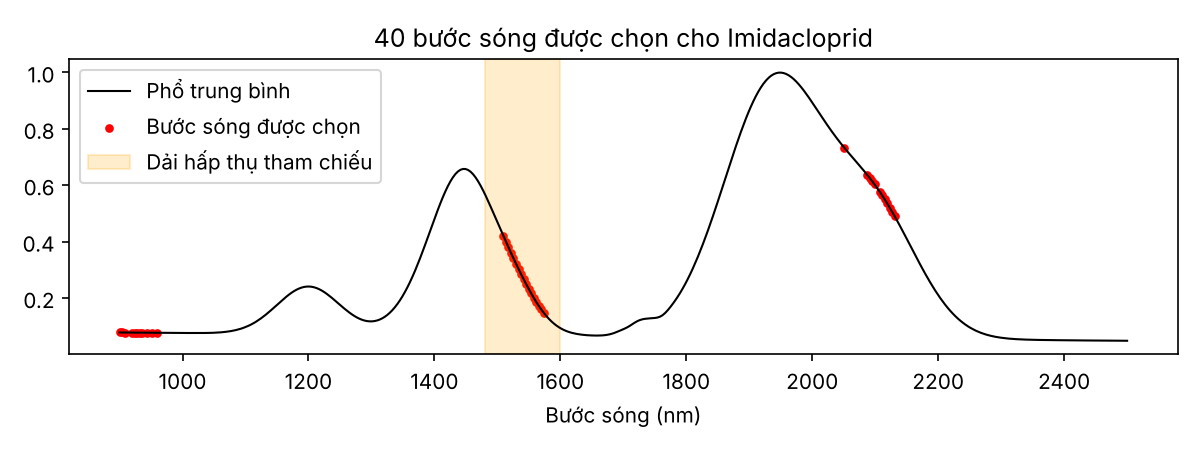 40 bước sóng được chọn cho Imidacloprid
Phổ trung bình
Bước sóng được chọn
Dải hấp thụ tham chiếu
1.0
0.8
0.6
0.4
0.2
1000 1200 1400 1600 1800 2000 2200 2400
Bước sóng (nm)